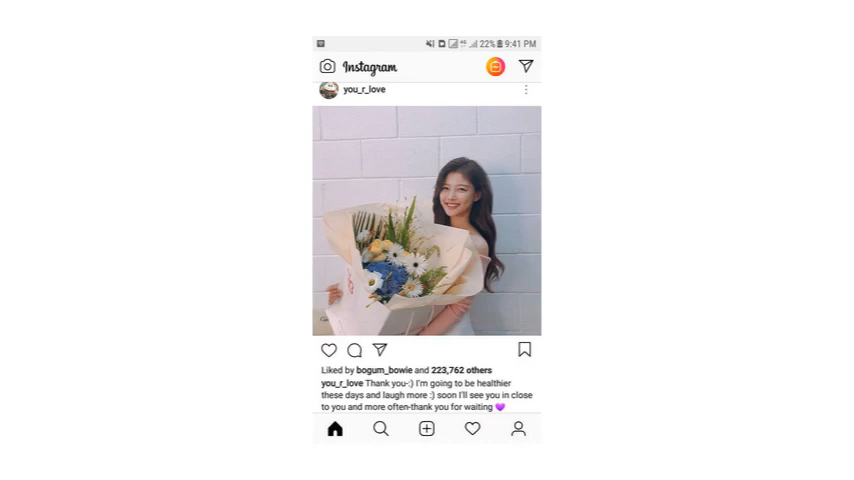 22% 9:41 PM
Instagram
you_r_love
Liked by bogum_bowie and 223,762 others
you_r_love Thank you-:) I'm going to be healthier
these days and laugh more :) soon I'll see you in close
to you and more often-thank you for waiting 💜